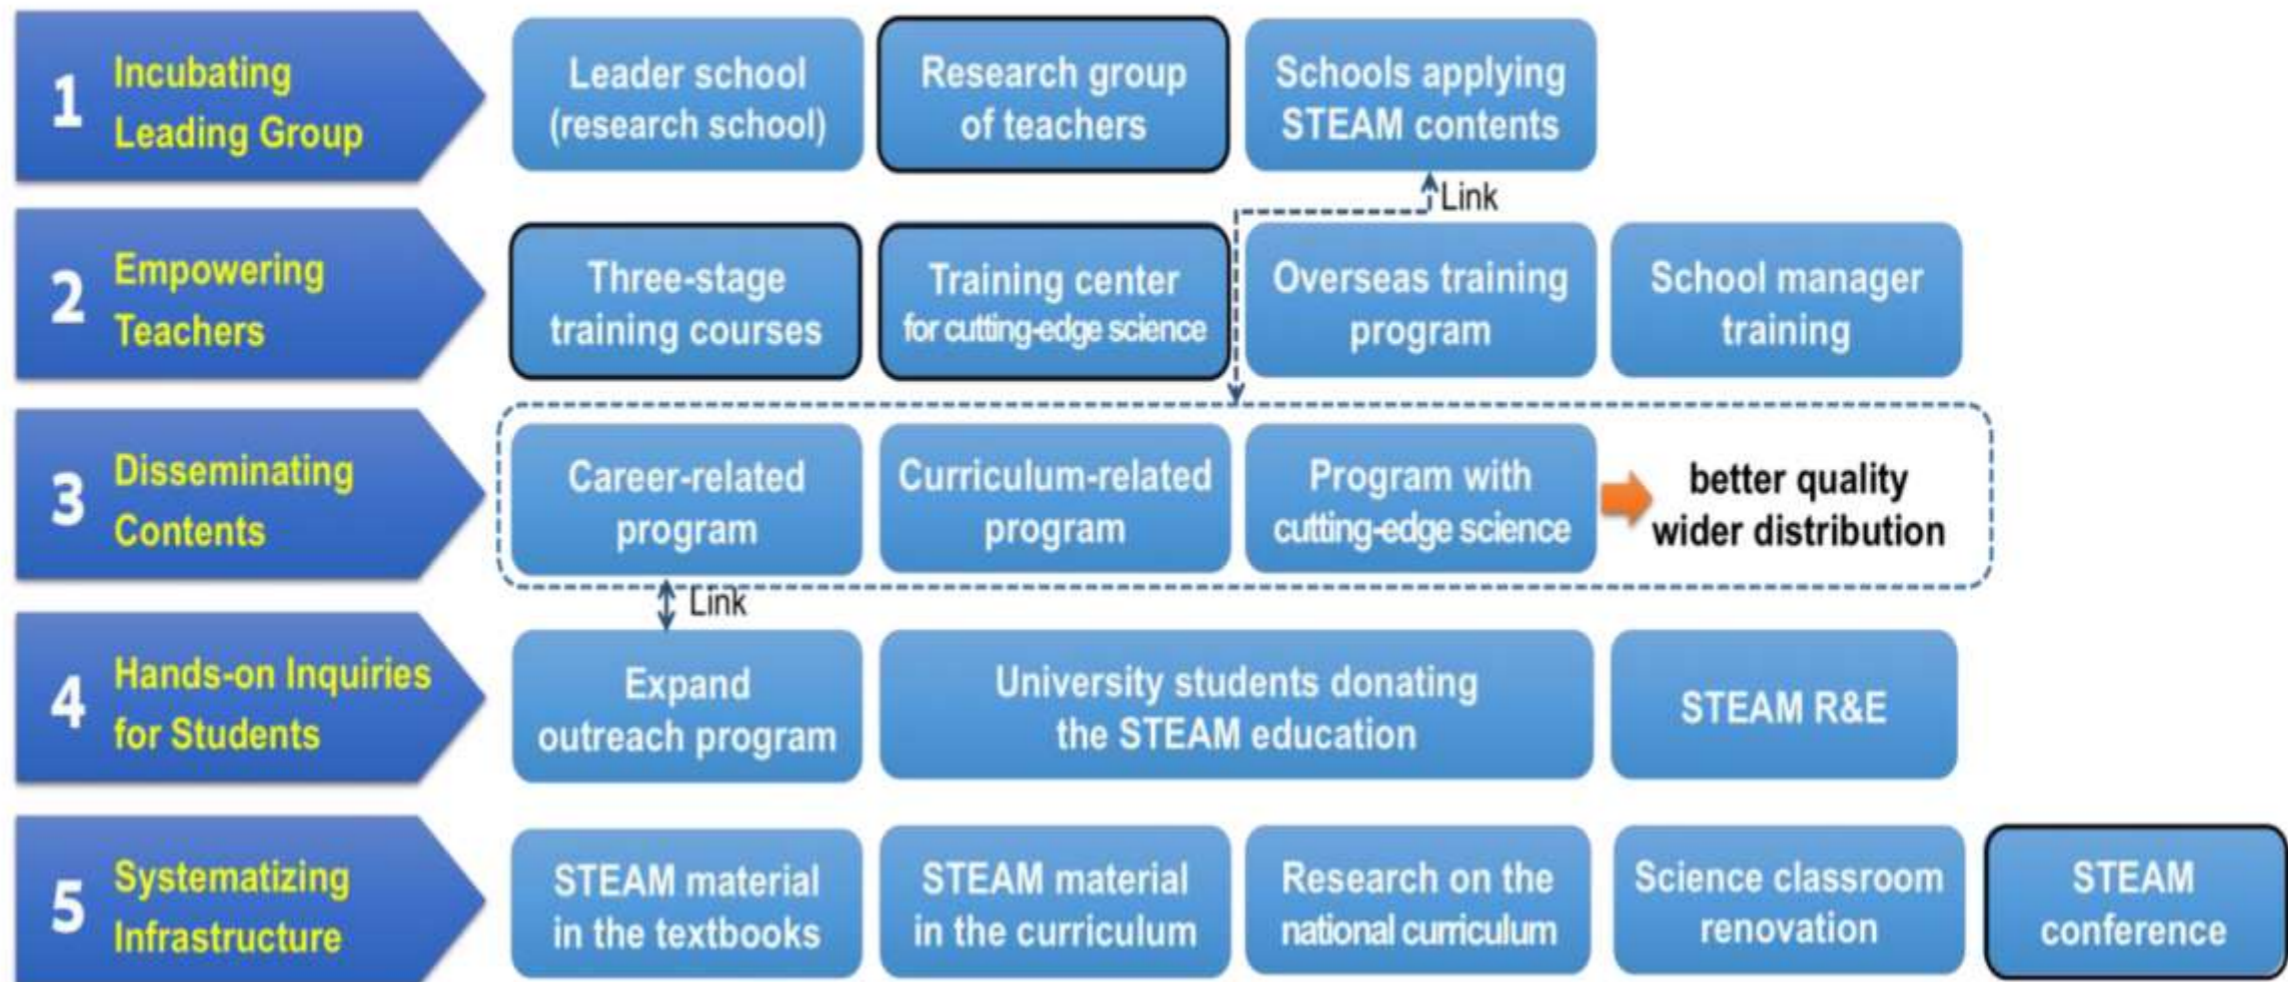 1
Incubating
Leading Group
Leader school
(research school)
Research group
of teachers
Schools applying
STEAM contents
Link
2
Empowering
Teachers
Three-stage
training courses
Training center
for cutting-edge science
Overseas training
program
School manager
training
3
Disseminating
Contents
Career-related
program
Curriculum-related
program
Program with
cutting-edge science
better quality
wider distribution
Link
4
Hands-on Inquiries
for Students
Expand
outreach program
University students donating
the STEAM education
STEAM R&E
5
Systematizing
Infrastructure
STEAM material
in the textbooks
STEAM material
in the curriculum
Research on the
national curriculum
Science classroom
renovation
STEAM
conference